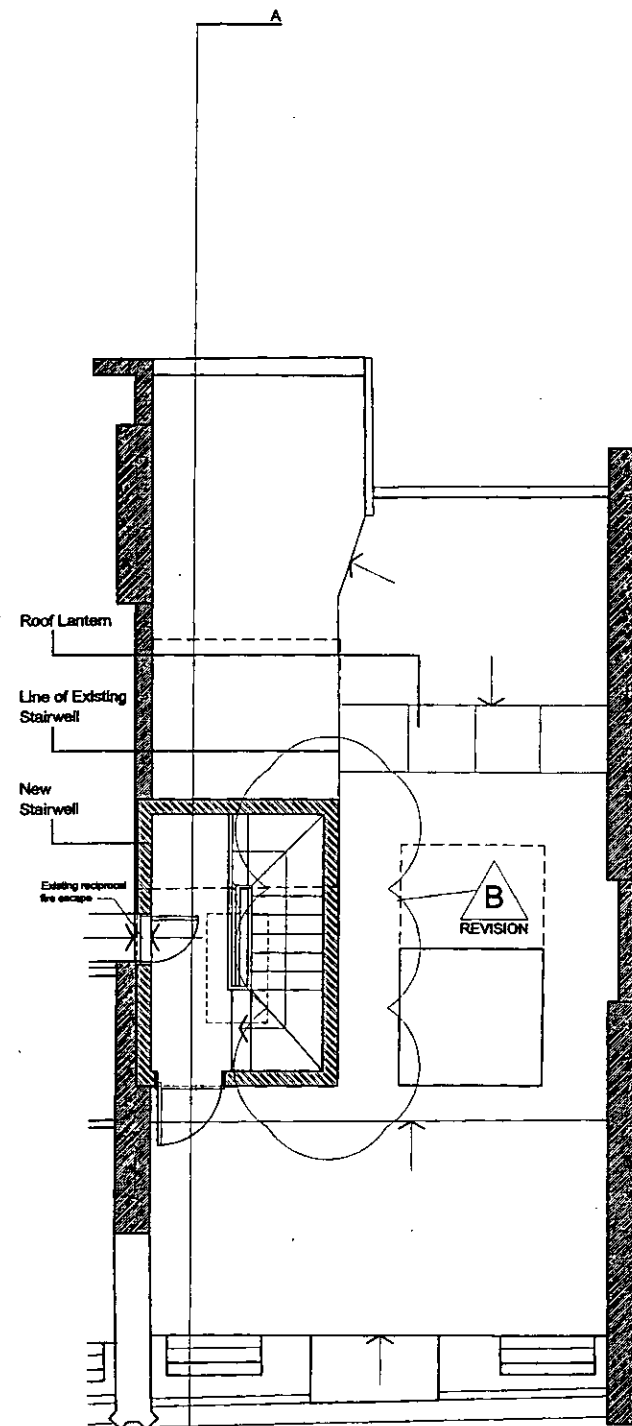 A
Roof Lantern
Line of Existing
Stairwell
New
Stairwell
Existing reciprocal
fire escape
B
REVISION